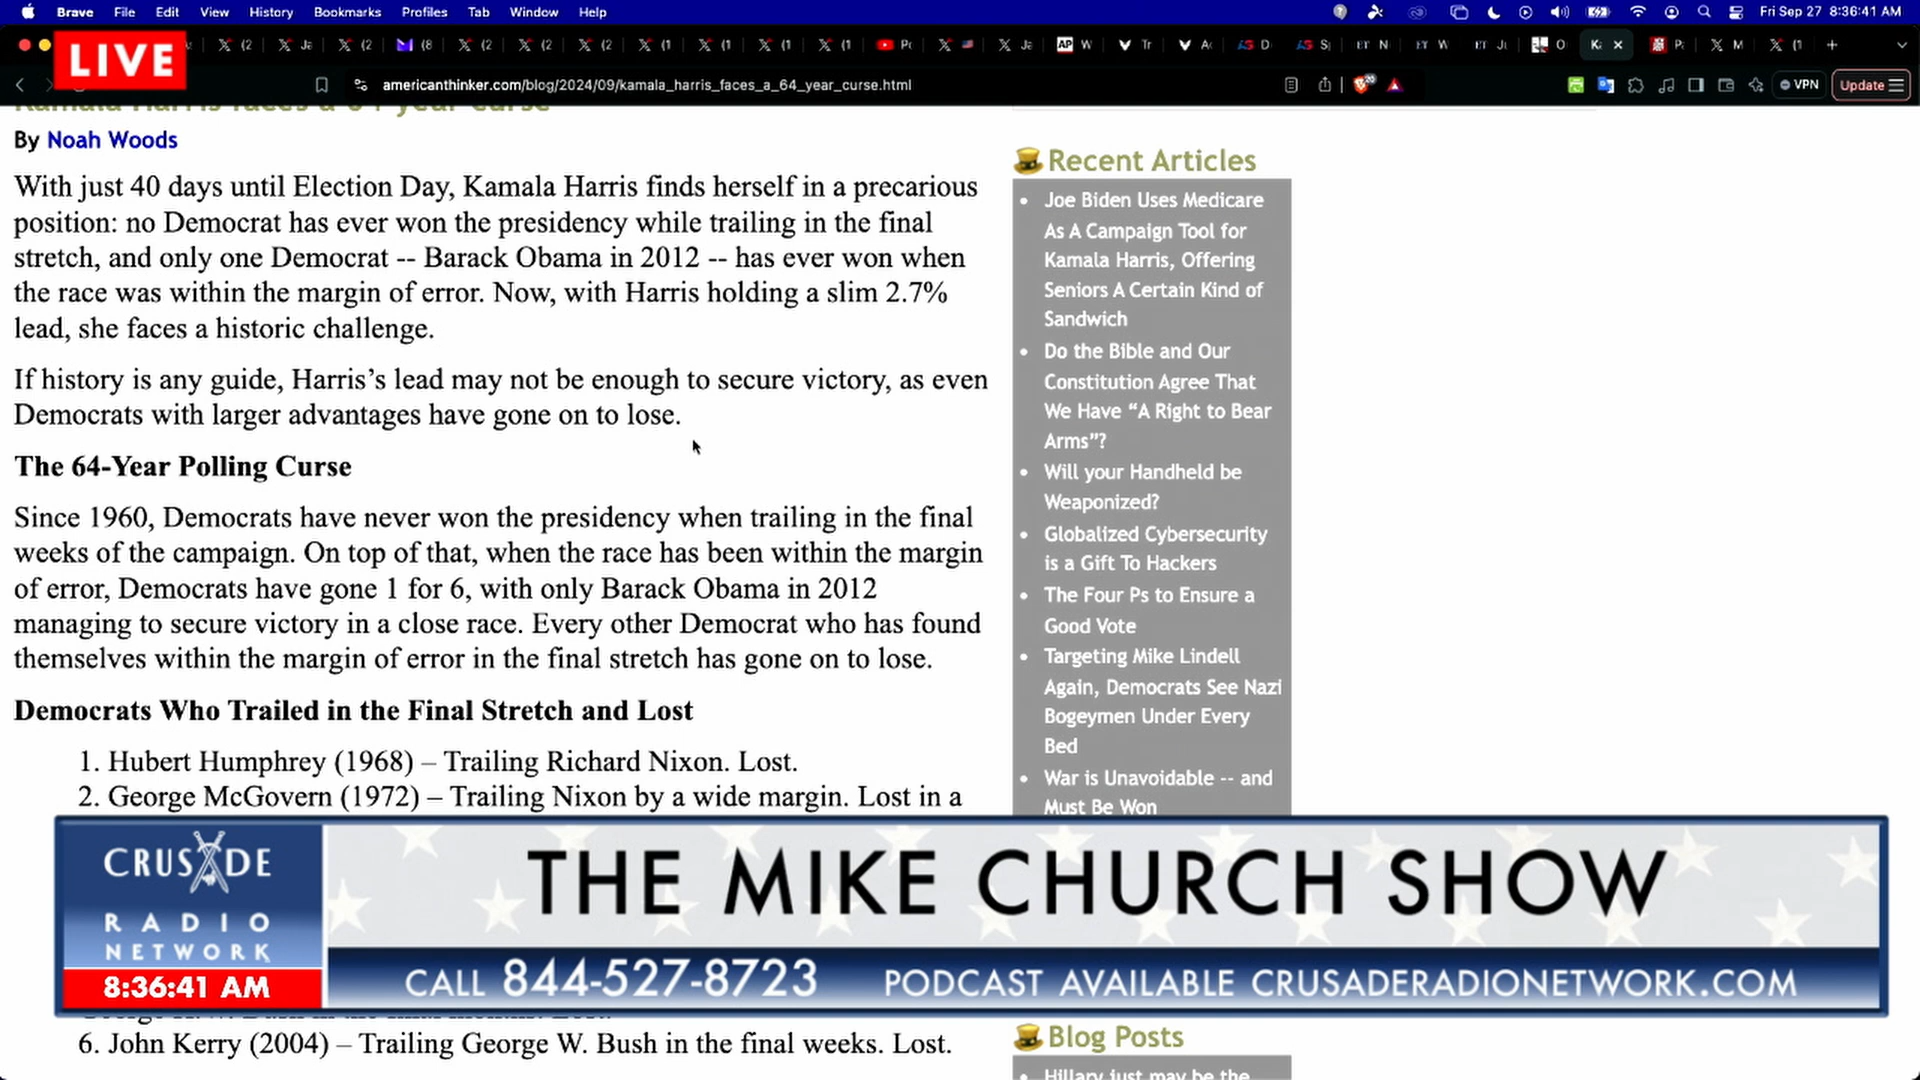 Brave File Edit View History Bookmarks Profiles Tab Window Help Fri Sep 27 8:36:41 AM
LIVE
americanthinker.com/blog/2024/09/kamala_harris_faces_a_64_year_curse.html
VPN
Update
Kamala Harris faces a 64-year curse
By Noah Woods
With just 40 days until Election Day, Kamala Harris finds herself in a precarious
position: no Democrat has ever won the presidency while trailing in the final
stretch, and only one Democrat -- Barack Obama in 2012 -- has ever won when
the race was within the margin of error. Now, with Harris holding a slim 2.7%
lead, she faces a historic challenge.
If history is any guide, Harris’s lead may not be enough to secure victory, as even
Democrats with larger advantages have gone on to lose.
The 64-Year Polling Curse
Since 1960, Democrats have never won the presidency when trailing in the final
weeks of the campaign. On top of that, when the race has been within the margin
of error, Democrats have gone 1 for 6, with only Barack Obama in 2012
managing to secure victory in a close race. Every other Democrat who has found
themselves within the margin of error in the final stretch has gone on to lose.
Democrats Who Trailed in the Final Stretch and Lost
1. Hubert Humphrey (1968) – Trailing Richard Nixon. Lost.
2. George McGovern (1972) – Trailing Nixon by a wide margin. Lost in a
6. John Kerry (2004) – Trailing George W. Bush in the final weeks. Lost.
Recent Articles
Joe Biden Uses Medicare
As A Campaign Tool for
Kamala Harris, Offering
Seniors A Certain Kind of
Sandwich
Do the Bible and Our
Constitution Agree That
We Have “A Right to Bear
Arms”?
Will your Handheld be
Weaponized?
Globalized Cybersecurity
is a Gift To Hackers
The Four Ps to Ensure a
Good Vote
Targeting Mike Lindell
Again, Democrats See Nazi
Bogeymen Under Every
Bed
War is Unavoidable -- and
Must Be Won
Blog Posts
Hillary just may be the
CRUSADE
RADIO
NETWORK
8:36:41 AM
THE MIKE CHURCH SHOW
CALL 844-527-8723 PODCAST AVAILABLE CRUSADERADIONETWORK.COM